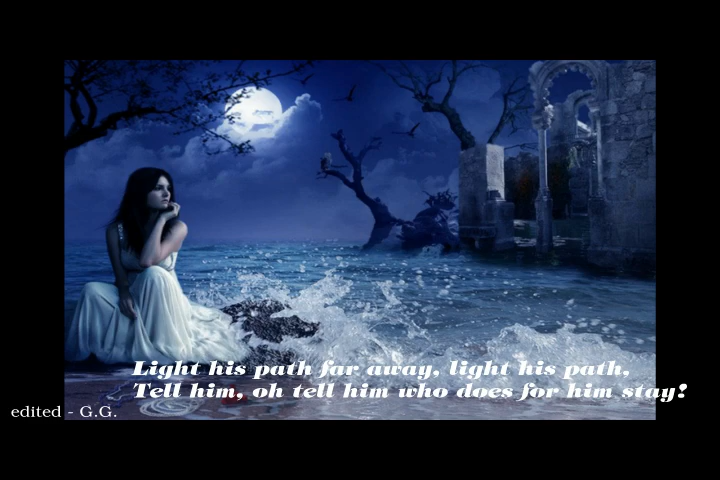 Light his path far away, light his path,
Tell him, oh tell him who does for him stay!
edited - G.G.